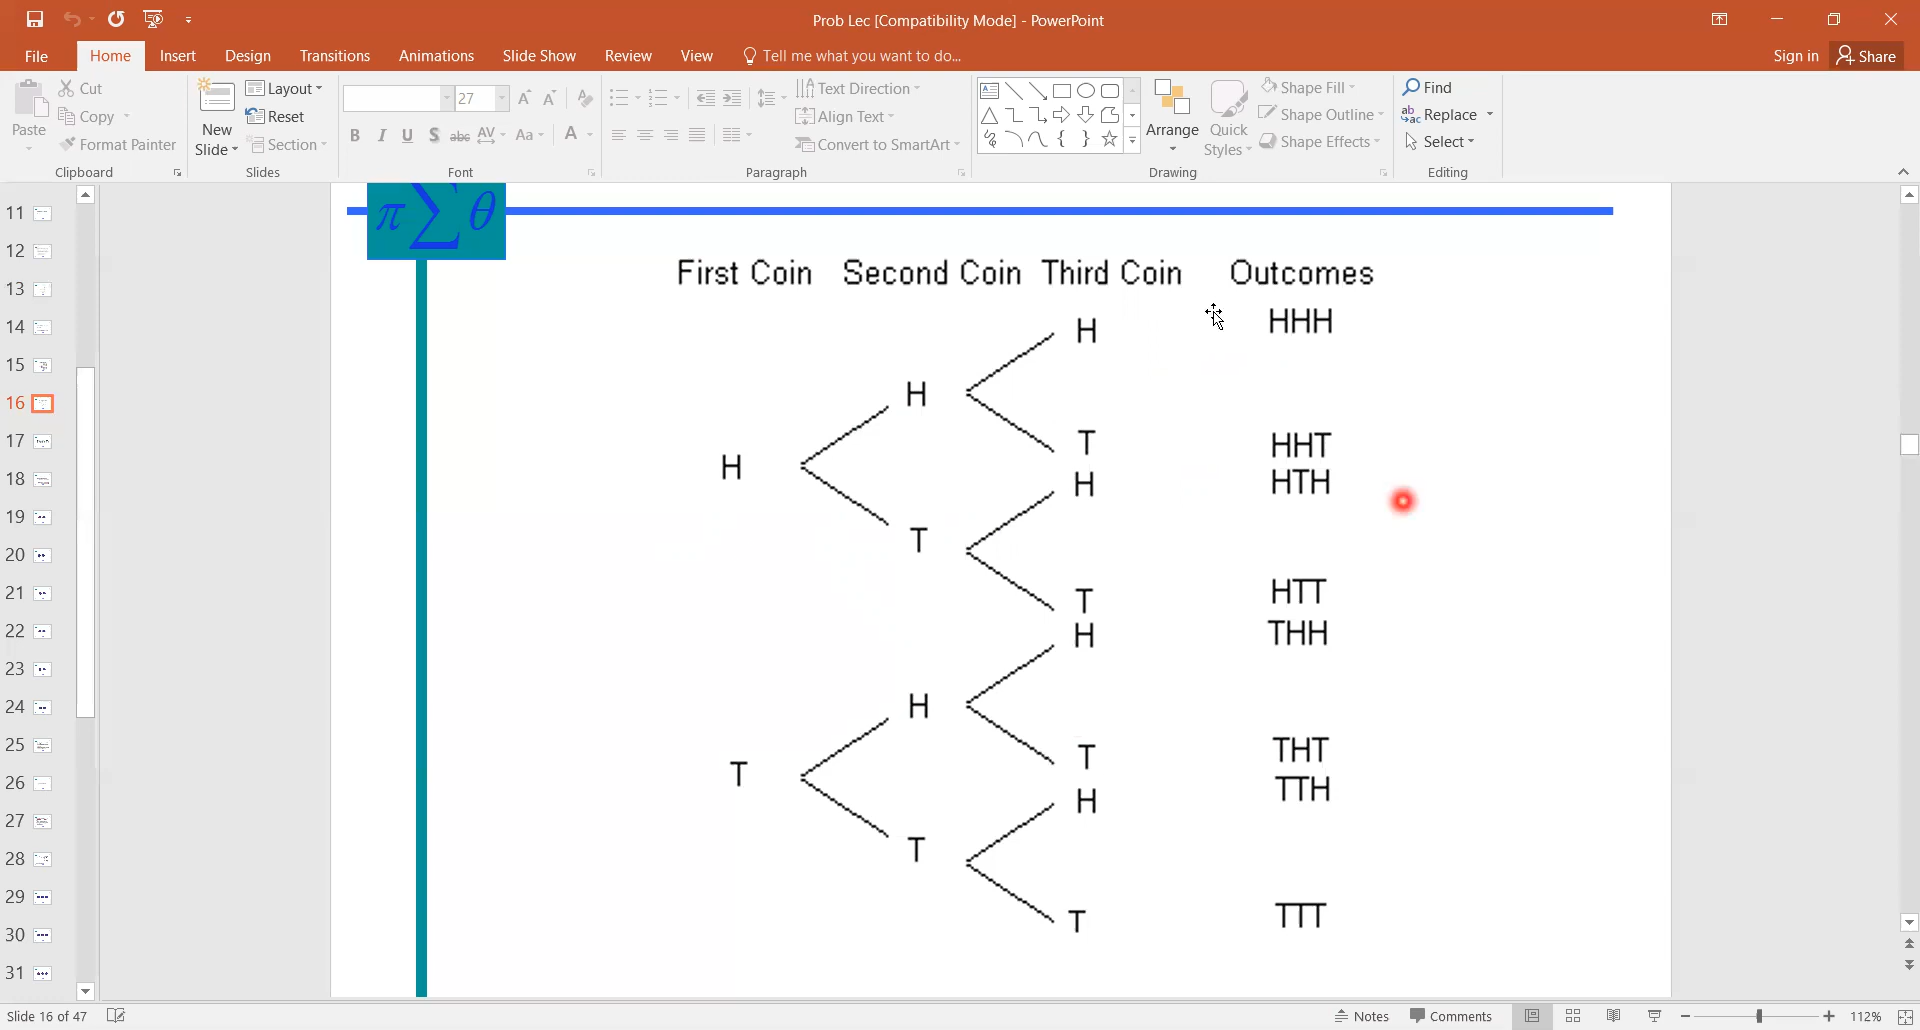 Prob Lec [Compatibility Mode] - PowerPoint
File Home Insert Design Transitions Animations Slide Show Review View Tell me what you want to do... Sign in Share
Paste Cut Copy Format Painter
Clipboard
New Slide Layout Reset Section
Slides
27
B I U S abc AV Aa A
Font
Text Direction
Align Text
Convert to SmartArt
Paragraph
Arrange Quick Styles Shape Fill Shape Outline Shape Effects
Drawing
Find
Replace
Select
Editing
11
12
13
14
15
16
17
18
19
20
21
22
23
24
25
26
27
28
29
30
31
π∑θ
First Coin Second Coin Third Coin Outcomes
H HHH
H
T HHT
H
H HTH
T
T HTT
H THH
H
T THT
T
H TTH
T
T TTT
Slide 16 of 47 Notes Comments 112%